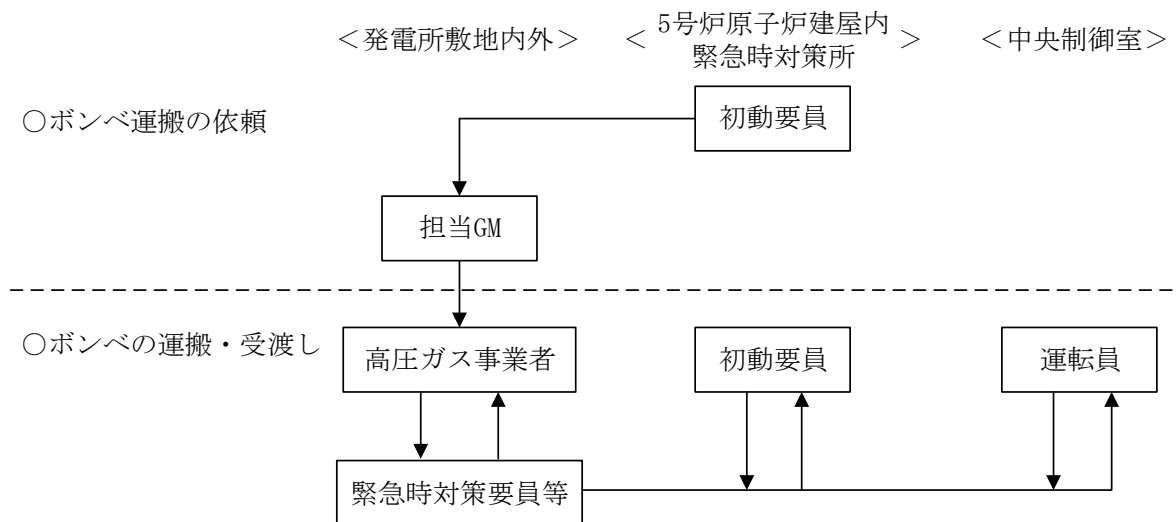 ＜発電所敷地内外＞
＜5号炉原子炉建屋内
緊急時対策所＞
＜中央制御室＞
○ボンベ運搬の依頼
初動要員
担当GM
○ボンベの運搬・受渡し
高圧ガス事業者
初動要員
運転員
緊急時対策要員等